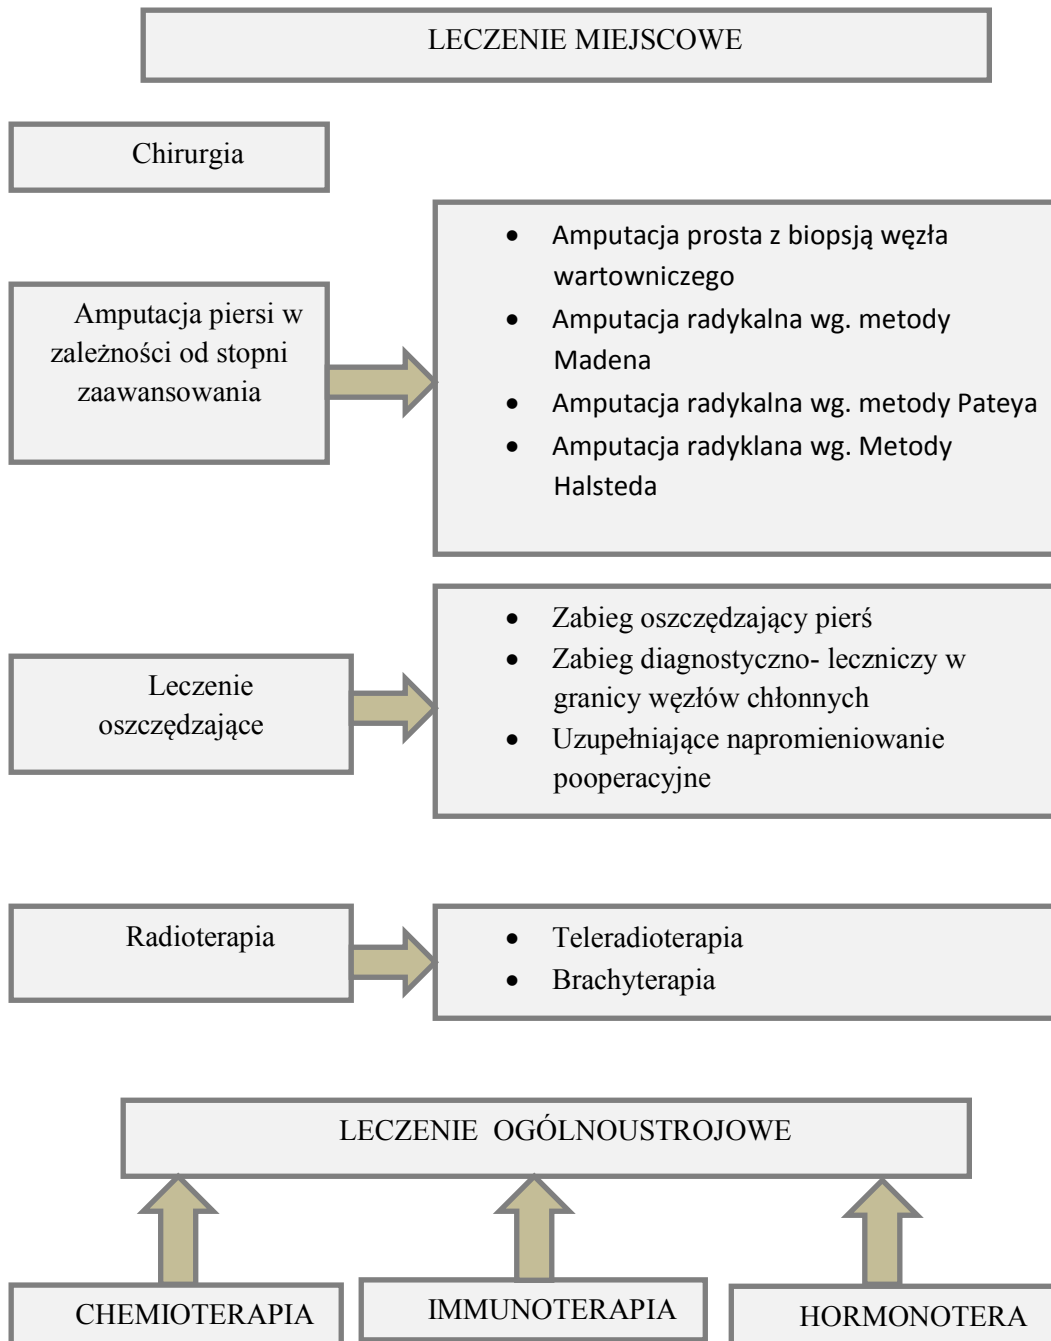 LECZENIE MIEJSCOWE
Chirurgia
Amputacja piersi w
zależności od stopni
zaawansowania
• Amputacja prosta z biopsją węzła
wartowniczego
• Amputacja radykalna wg. metody
Madena
• Amputacja radykalna wg. metody Pateya
• Amputacja radyklana wg. Metody
Halsteda
Leczenie
oszczędzające
• Zabieg oszczędzający pierś
• Zabieg diagnostyczno- leczniczy w
granicy węzłów chłonnych
• Uzupełniające napromieniowanie
pooperacyjne
Radioterapia
• Teleradioterapia
• Brachyterapia
LECZENIE OGÓLNOUSTROJOWE
CHEMIOTERAPIA
IMMUNOTERAPIA
HORMONOTERA